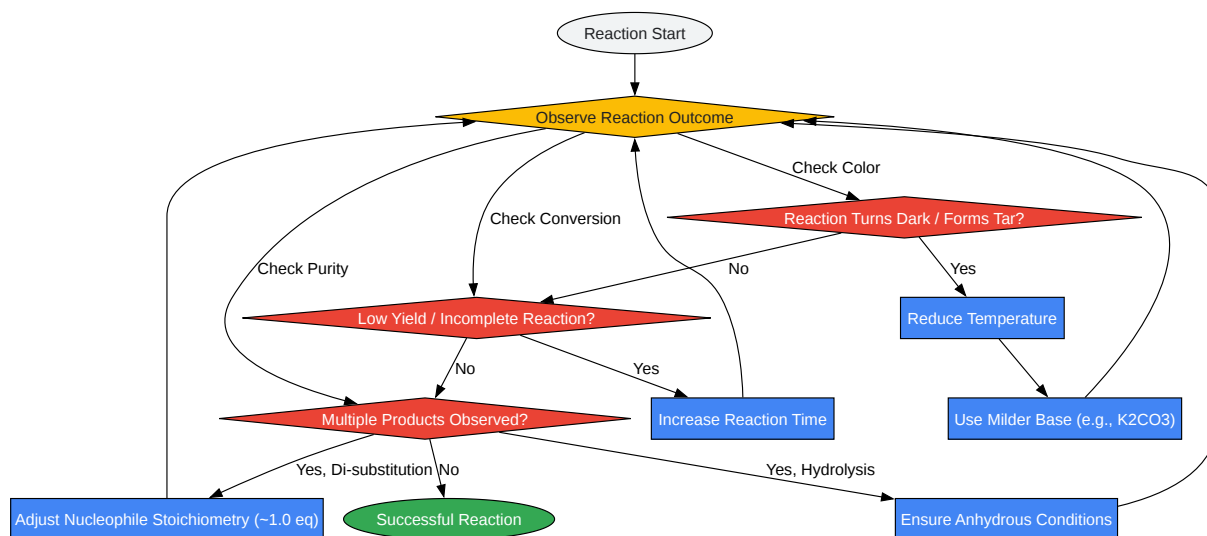 Reaction Start
Observe Reaction Outcome
Check Color
Reaction Turns Dark / Forms Tar?
Check Conversion
Check Purity
No
Yes
Low Yield / Incomplete Reaction?
Reduce Temperature
No
Yes
Multiple Products Observed?
Increase Reaction Time
Use Milder Base (e.g., K2CO3)
Yes, Di-substitution
No
Yes, Hydrolysis
Adjust Nucleophile Stoichiometry (~1.0 eq)
Successful Reaction
Ensure Anhydrous Conditions